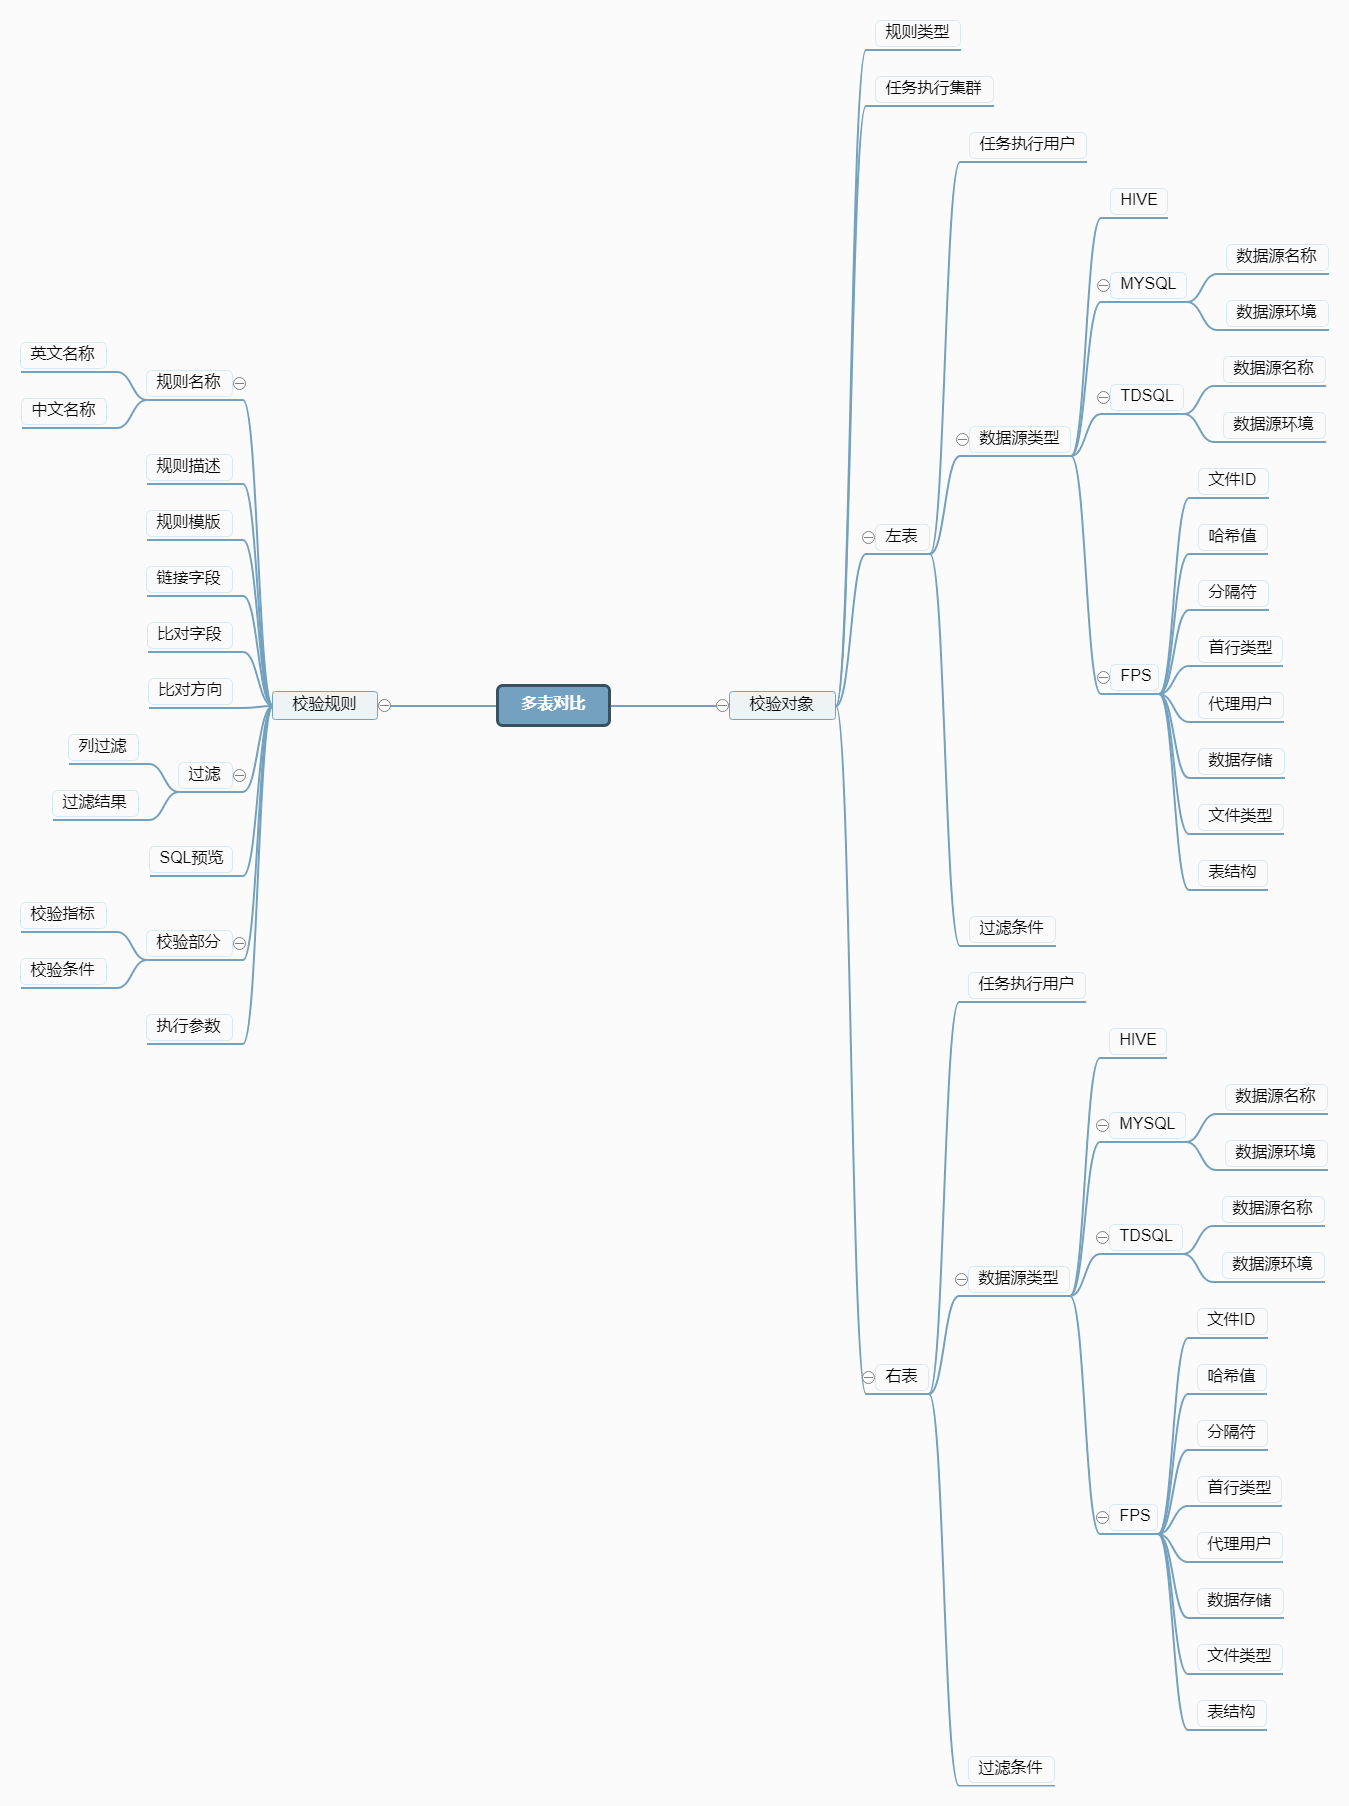 多表对比
校验规则
规则名称
英文名称
中文名称
规则描述
规则模版
链接字段
比对字段
比对方向
过滤
列过滤
过滤结果
SQL预览
校验部分
校验指标
校验条件
执行参数
校验对象
规则类型
任务执行集群
左表
任务执行用户
数据源类型
HIVE
MYSQL
数据源名称
数据源环境
TDSQL
数据源名称
数据源环境
FPS
文件ID
哈希值
分隔符
首行类型
代理用户
数据存储
文件类型
表结构
过滤条件
右表
任务执行用户
数据源类型
HIVE
MYSQL
数据源名称
数据源环境
TDSQL
数据源名称
数据源环境
FPS
文件ID
哈希值
分隔符
首行类型
代理用户
数据存储
文件类型
表结构
过滤条件